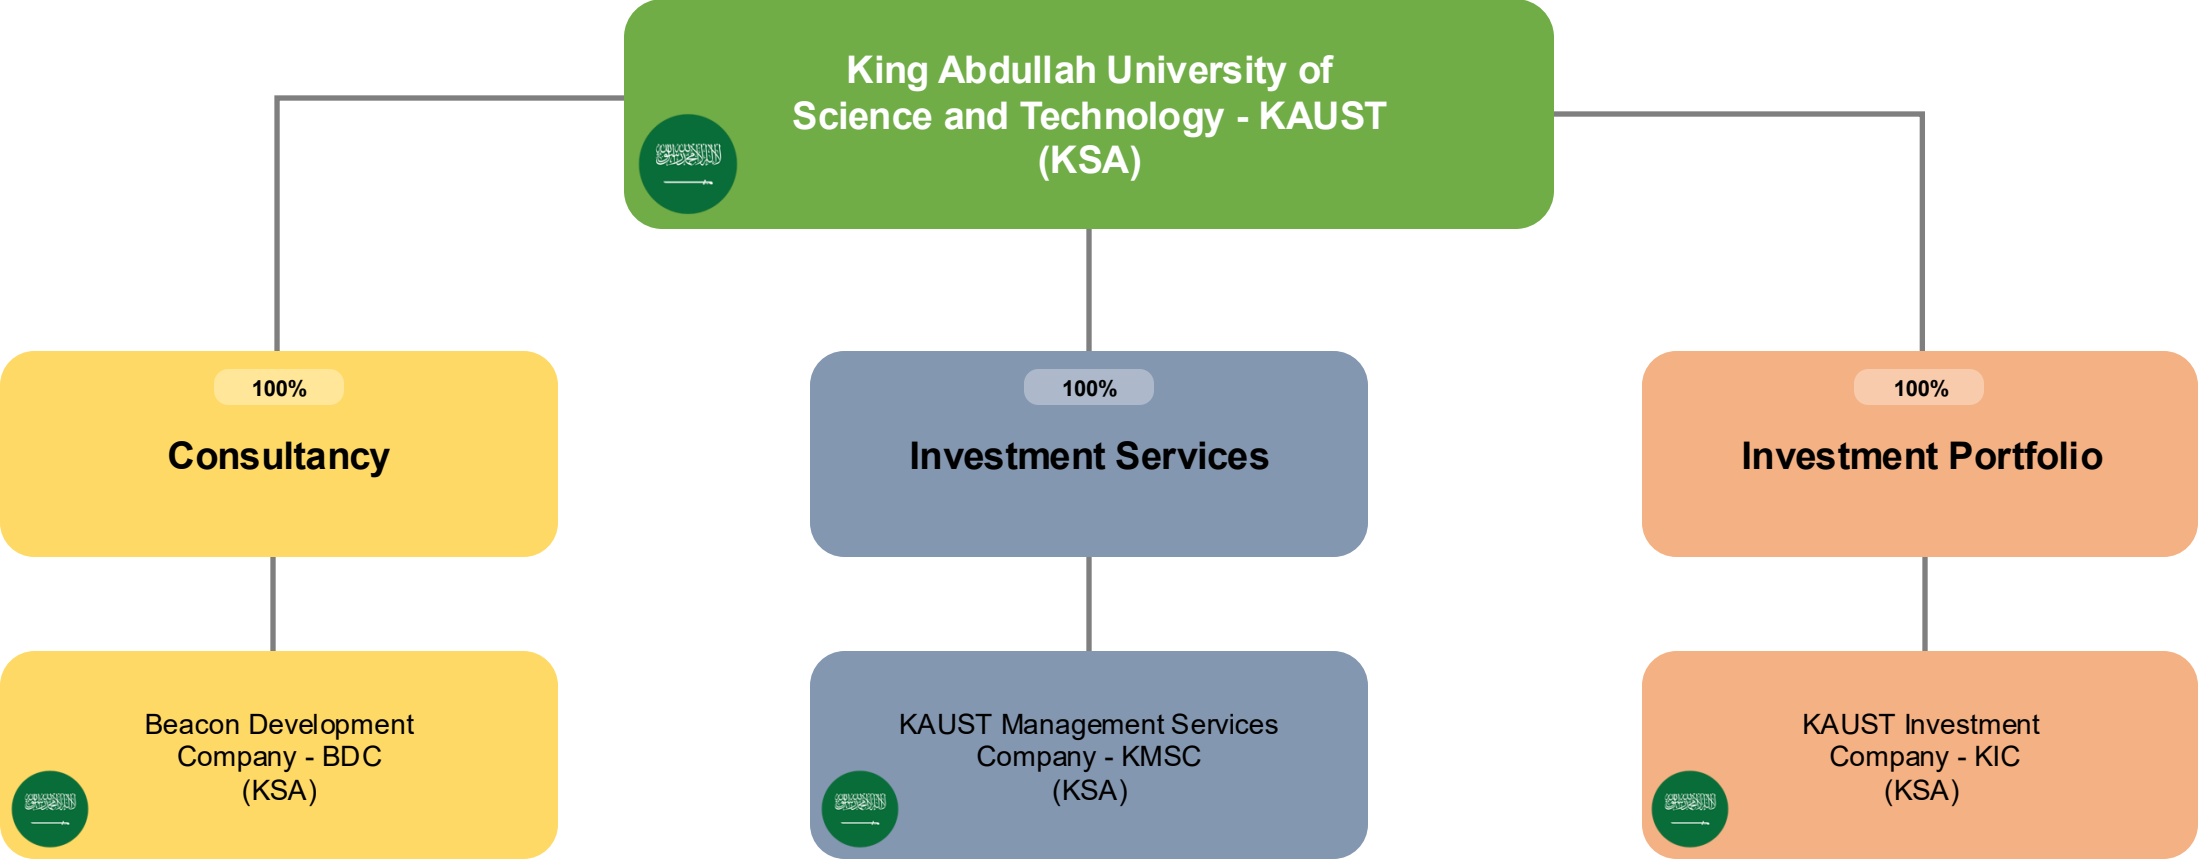 King Abdullah University of
Science and Technology - KAUST
(KSA)
100%
Consultancy
100%
Investment Services
100%
Investment Portfolio
Beacon Development
Company - BDC
(KSA)
KAUST Management Services
Company - KMSC
(KSA)
KAUST Investment
Company - KIC
(KSA)